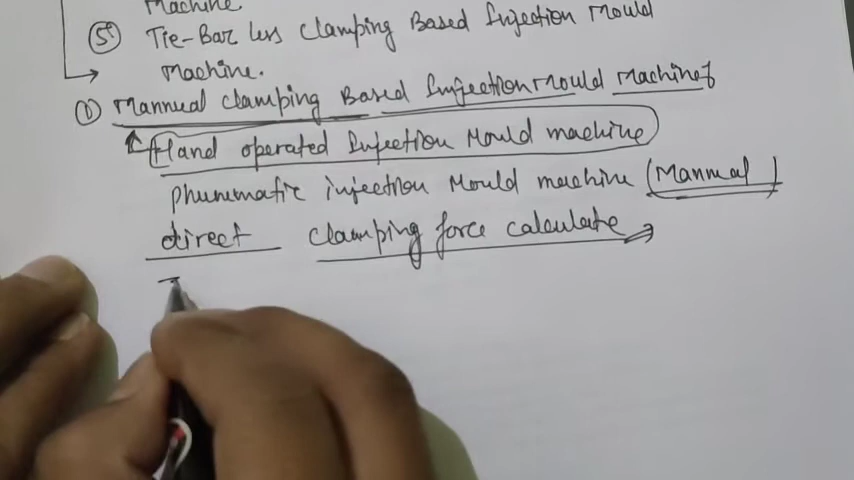 Machine
(5) Tie-Bar less Clamping Based Injection Mould
Machine.
(1) Mannual Clamping Based Injection Mould Machine
Hand operated Injection Mould machine
phummatic injection Mould machine (Mannual)
direct clamping force calculate